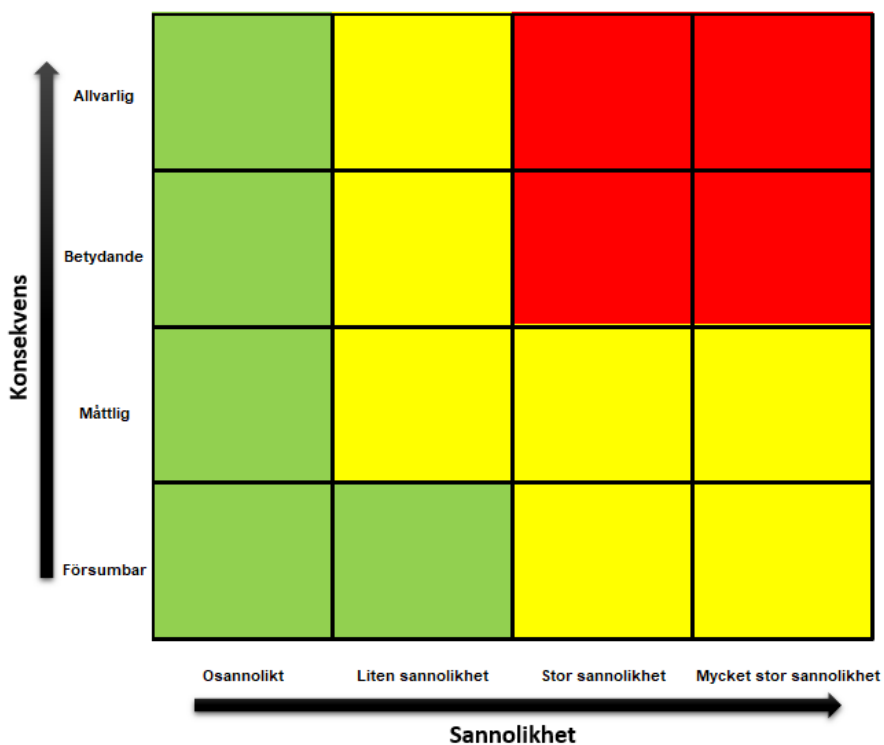 Allvarlig
Betydande
Konsekvens
Måttlig
Försumbar
Osannolikt
Liten sannolikhet
Stor sannolikhet
Mycket stor sannolikhet
Sannolikhet